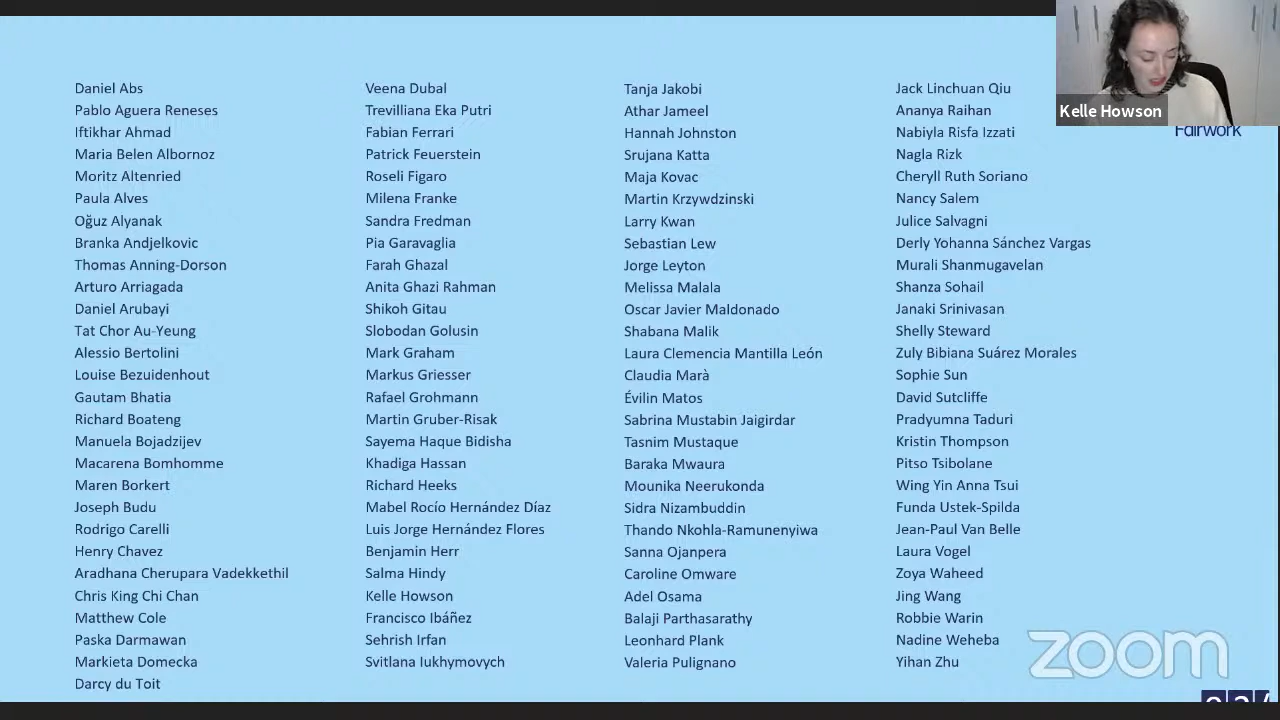 Daniel Abs
Pablo Aguera Reneses
Iftikhar Ahmad
Maria Belen Albornoz
Moritz Altenried
Paula Alves
Oğuz Alyanak
Branka Andjelkovic
Thomas Anning-Dorson
Arturo Arriagada
Daniel Arubayi
Tat Chor Au-Yeung
Alessio Bertolini
Louise Bezuidenhout
Gautam Bhatia
Richard Boateng
Manuela Bojadzijev
Macarena Bomhomme
Maren Borkert
Joseph Budu
Rodrigo Carelli
Henry Chavez
Aradhana Cherupara Vadekkethil
Chris King Chi Chan
Matthew Cole
Paska Darmawan
Markieta Domecka
Darcy du Toit
Veena Dubal
Trevilliana Eka Putri
Fabian Ferrari
Patrick Feuerstein
Roseli Figaro
Milena Franke
Sandra Fredman
Pia Garavaglia
Farah Ghazal
Anita Ghazi Rahman
Shikoh Gitau
Slobodan Golusin
Mark Graham
Markus Griesser
Rafael Grohmann
Martin Gruber-Risak
Sayema Haque Bidisha
Khadiga Hassan
Richard Heeks
Mabel Rocío Hernández Díaz
Luis Jorge Hernández Flores
Benjamin Herr
Salma Hindy
Kelle Howson
Francisco Ibáñez
Sehrish Irfan
Svitlana Iukhymovych
Tanja Jakobi
Athar Jameel
Hannah Johnston
Srujana Katta
Maja Kovac
Martin Krzywdzinski
Larry Kwan
Sebastian Lew
Jorge Leyton
Melissa Malala
Oscar Javier Maldonado
Shabana Malik
Laura Clemencia Mantilla León
Claudia Marà
Évilin Matos
Sabrina Mustabin Jaigirdar
Tasnim Mustaque
Baraka Mwaura
Mounika Neerukonda
Sidra Nizambuddin
Thando Nkohla-Ramunenyiwa
Sanna Ojanpera
Caroline Omware
Adel Osama
Balaji Parthasarathy
Leonhard Plank
Valeria Pulignano
Jack Linchuan Qiu
Ananya Raihan
Nabiyla Risfa Izzati
Nagla Rizk
Cheryll Ruth Soriano
Nancy Salem
Julice Salvagni
Derly Yohanna Sánchez Vargas
Murali Shanmugavelan
Shanza Sohail
Janaki Srinivasan
Shelly Steward
Zuly Bibiana Suárez Morales
Sophie Sun
David Sutcliffe
Pradyumna Taduri
Kristin Thompson
Pitso Tsibolane
Wing Yin Anna Tsui
Funda Ustek-Spilda
Jean-Paul Van Belle
Laura Vogel
Zoya Waheed
Jing Wang
Robbie Warin
Nadine Weheba
Yihan Zhu
Kelle Howson
Fairwork
zoom